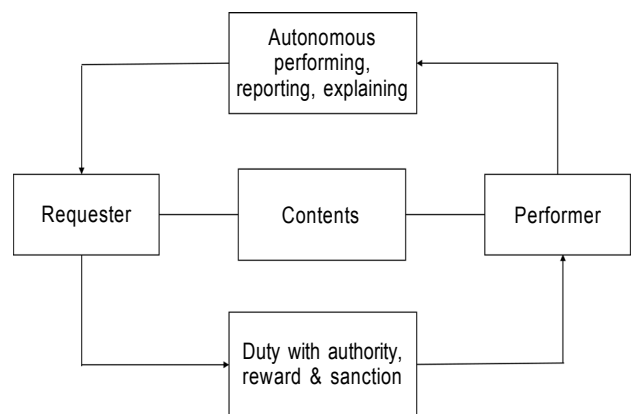 Autonomous
performing,
reporting, explaining
Requester
Contents
Performer
Duty with authority,
reward & sanction